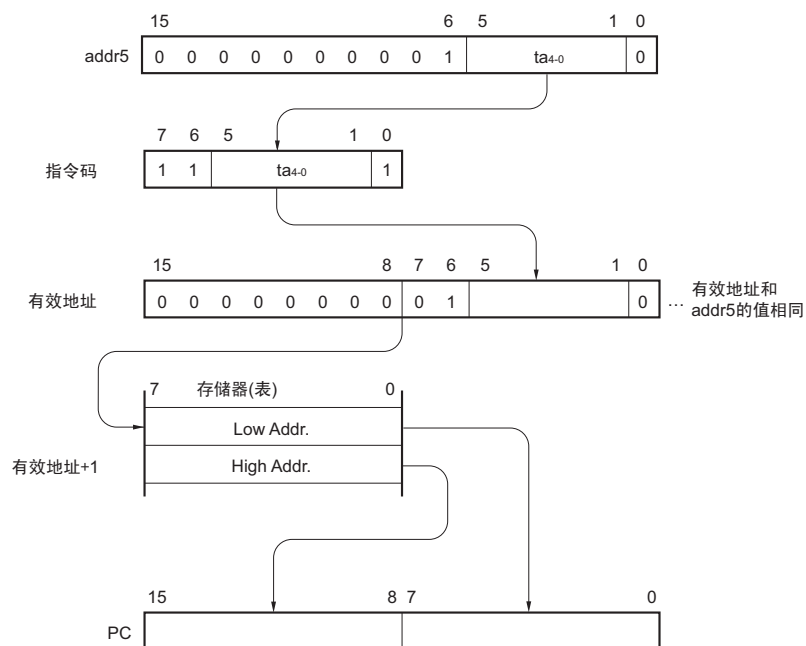 15 6 5 1 0
addr5 0 0 0 0 0 0 0 0 0 1 ta4-0 0
7 6 5 1 0
指令码 1 1 ta4-0 1
15 8 7 6 5 1 0
有效地址 0 0 0 0 0 0 0 0 0 1 0 … 有效地址和
addr5的值相同
7 存储器(表) 0
Low Addr.
有效地址+1 High Addr.
15 8 7 0
PC